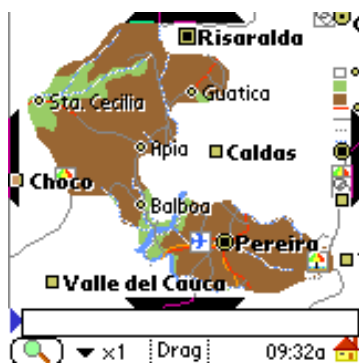 Risaralda
Guatica
Sta. Cecilia
Apia
Caldas
Choco
Balboa
Pereira
Valle del Cauca
x1 Drag 09:32a